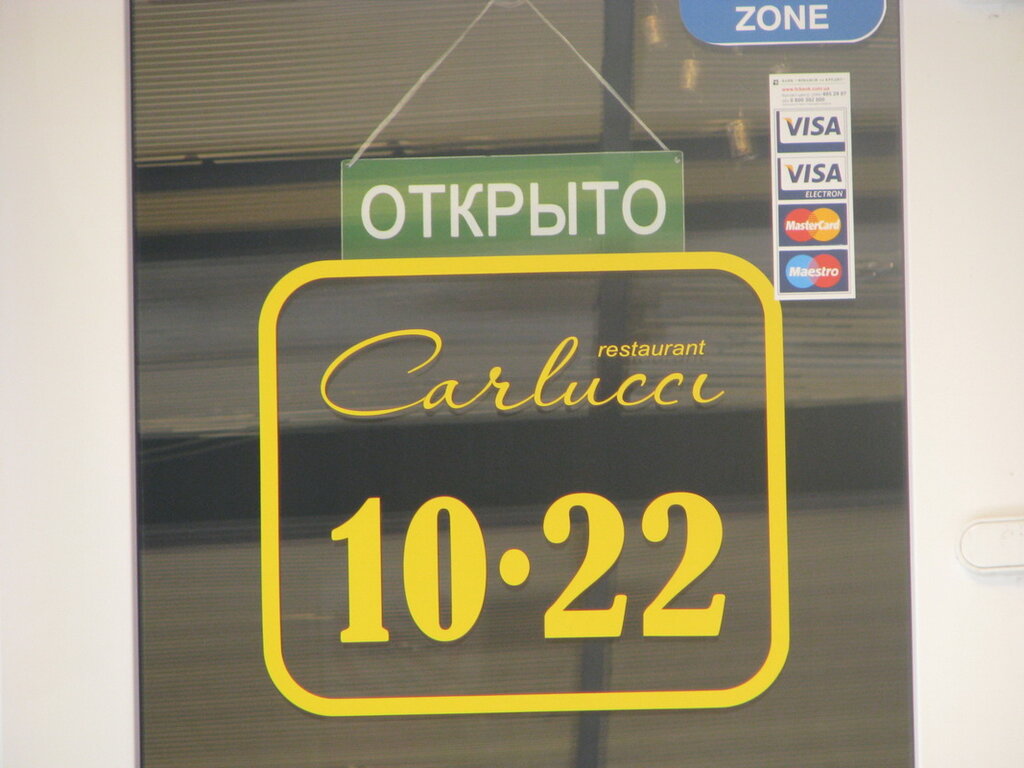 ZONE
VISA
VISA
ELECTRON
MasterCard
Maestro
ОТКРЫТО
restaurant
Carlucci
10·22